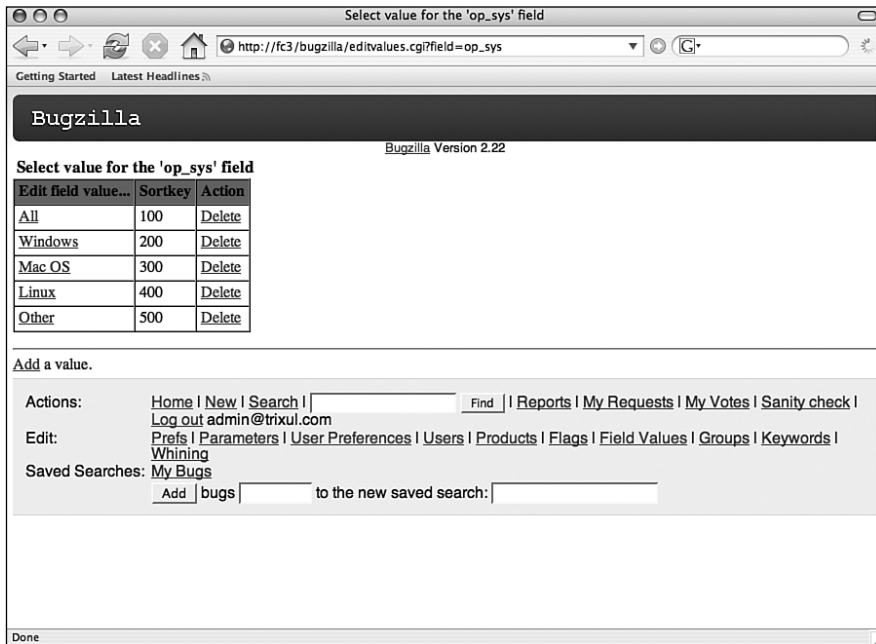 Select value for the 'op_sys' field
http://fc3/bugzilla/editvalues.cgi?field=op_sys
G
Getting Started Latest Headlines
Bugzilla
Bugzilla Version 2.22
Select value for the 'op_sys' field
Edit field value... Sortkey Action
All 100 Delete
Windows 200 Delete
Mac OS 300 Delete
Linux 400 Delete
Other 500 Delete
Add a value.
Actions: Home | New | Search | Find | Reports | My Requests | My Votes | Sanity check |
Log out admin@trixul.com
Edit: Prefs | Parameters | User Preferences | Users | Products | Flags | Field Values | Groups | Keywords |
Whining
Saved Searches: My Bugs
Add bugs to the new saved search:
Done